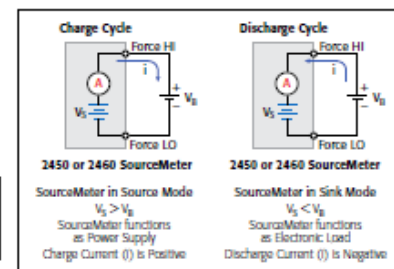 Charge Cycle
Force HI
i
A
VS
+
VB
−
Force LO
2450 or 2460 SourceMeter
SourceMeter in Source Mode
VS > VB
SourceMeter functions
as Power Supply
Charge Current (i) is Positive
Discharge Cycle
Force HI
i
A
VS
+
VB
−
Force LO
2450 or 2460 SourceMeter
SourceMeter in Sink Mode
VS < VB
SourceMeter functions
as Electronic Load
Discharge Current (i) is Negative